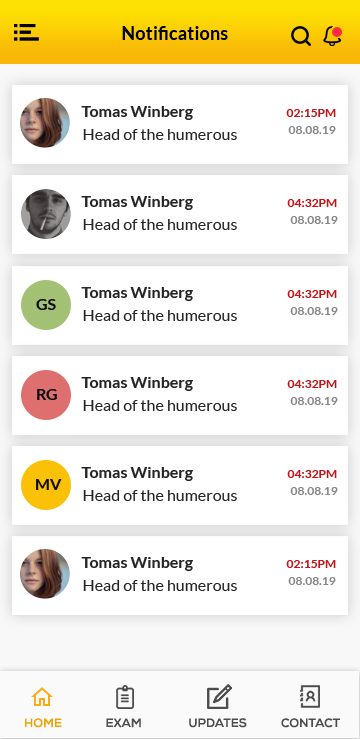 Notifications
Tomas Winberg
02:15PM
Head of the humerous
08.08.19
Tomas Winberg
04:32PM
Head of the humerous
08.08.19
GS
Tomas Winberg
04:32PM
Head of the humerous
08.08.19
RG
Tomas Winberg
04:32PM
Head of the humerous
08.08.19
MV
Tomas Winberg
04:32PM
Head of the humerous
08.08.19
Tomas Winberg
02:15PM
Head of the humerous
08.08.19
HOME EXAM UPDATES CONTACT